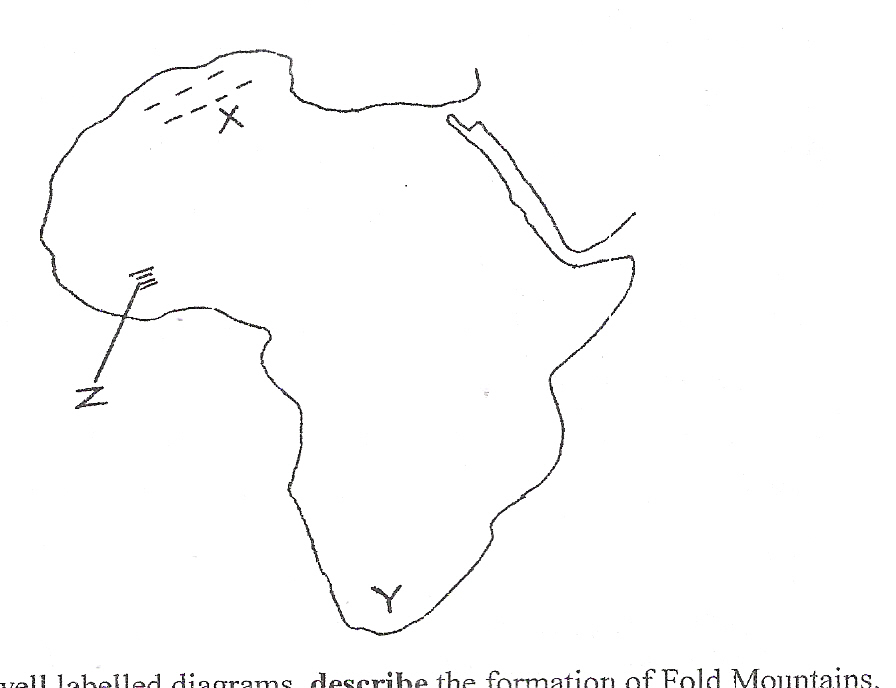 X
N
Y
well labelled diagrams, describe the formation of Fold Mountains.